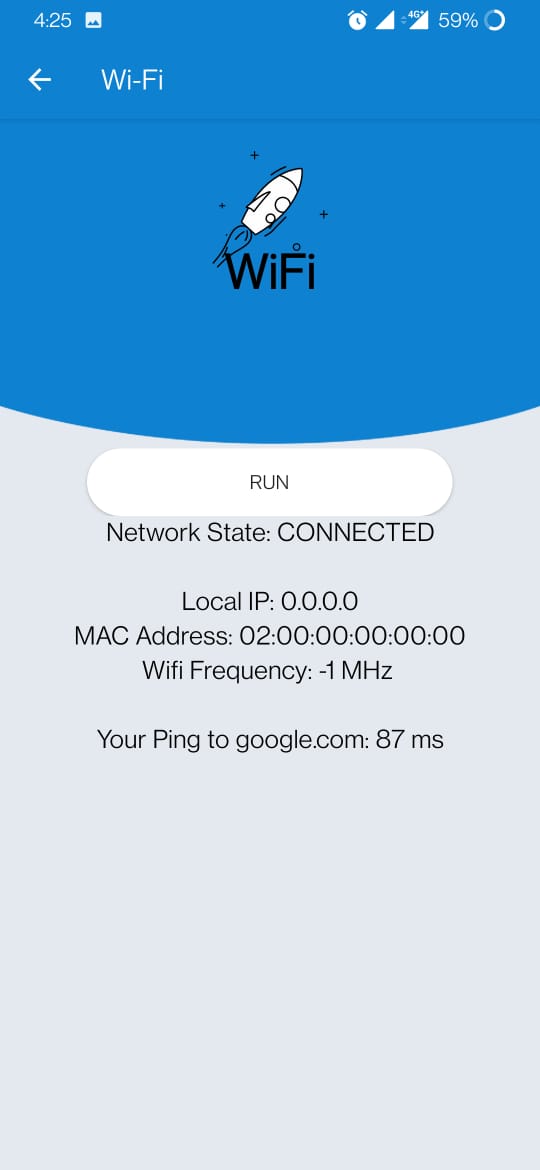 4:25 4G+ 59%
Wi-Fi
WiFi
RUN
Network State: CONNECTED
Local IP: 0.0.0.0
MAC Address: 02:00:00:00:00:00
Wifi Frequency: -1 MHz
Your Ping to google.com: 87 ms